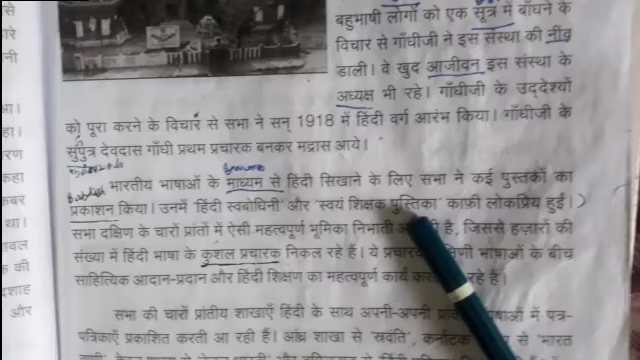 बहुभाषी लोगों को एक सूत्र में बाँधने के
विचार से गाँधीजी ने इस संस्था की नींव
डाली। वे खुद आजीवन इस संस्था के
अध्यक्ष भी रहे। गाँधीजी के उद्देश्यों
को पूरा करने के विचार से सभा ने सन् 1918 में हिंदी वर्ग आरंभ किया। गाँधीजी के
सुपुत्र देवदास गाँधी प्रथम प्रचारक बनकर मद्रास आये।
भारतीय भाषाओं के माध्यम से हिंदी सिखाने के लिए सभा ने कई पुस्तकों का
प्रकाशन किया। उनमें 'हिंदी स्वबोधिनी' और 'स्वयं शिक्षक पुस्तिका' काफ़ी लोकप्रिय हुईं।
सभा दक्षिण के चारों प्रांतों में ऐसी महत्वपूर्ण भूमिका निभाती है, जिससे हज़ारों की
संख्या में हिंदी भाषा के कुशल प्रचारक निकल रहे हैं। ये भाषाओं के बीच
साहित्यिक आदान-प्रदान और हिंदी शिक्षण का महत्वपूर्ण कार्य रहे हैं।
सभा की चारों प्रांतीय शाखाएँ हिंदी के साथ अपनी-अपनी में पत्र-
पत्रिकाएँ प्रकाशित करती आ रही हैं। आंध्र शाखा से 'स्रवंति', कर्नाटक से 'भारत